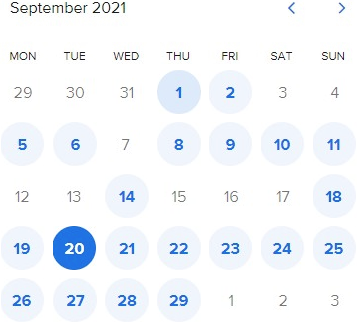 September 2021
MON TUE WED THU FRI SAT SUN
29 30 31 1 2 3 4
5 6 7 8 9 10 11
12 13 14 15 16 17 18
19 20 21 22 23 24 25
26 27 28 29 1 2 3